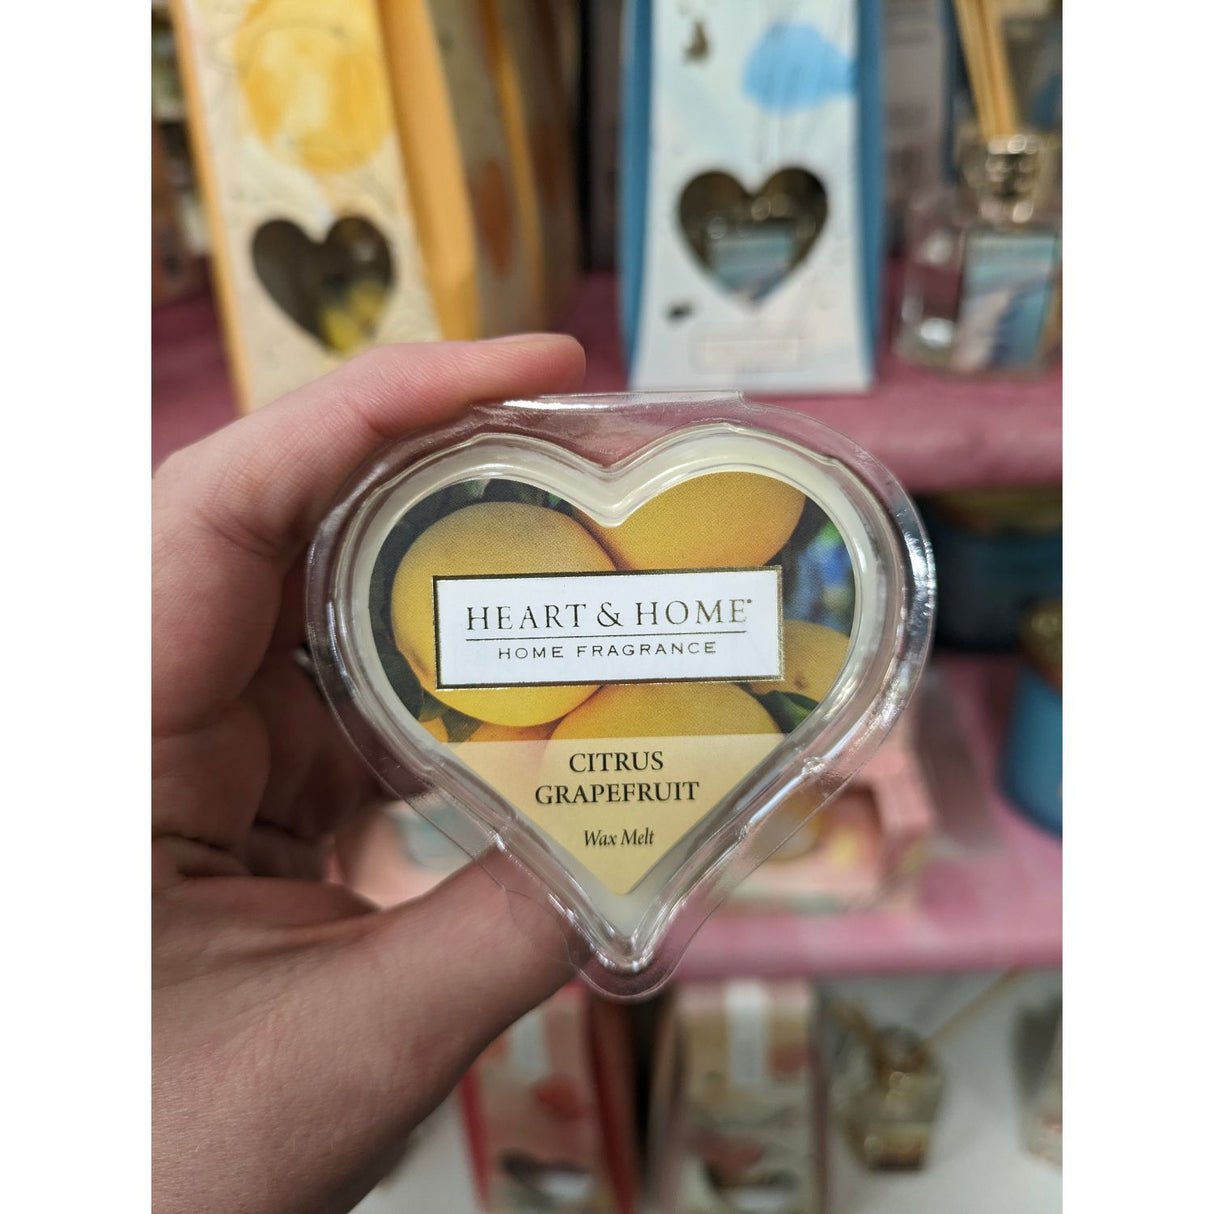 HEART & HOME
HOME FRAGRANCE
CITRUS
GRAPEFRUIT
Wax Melt